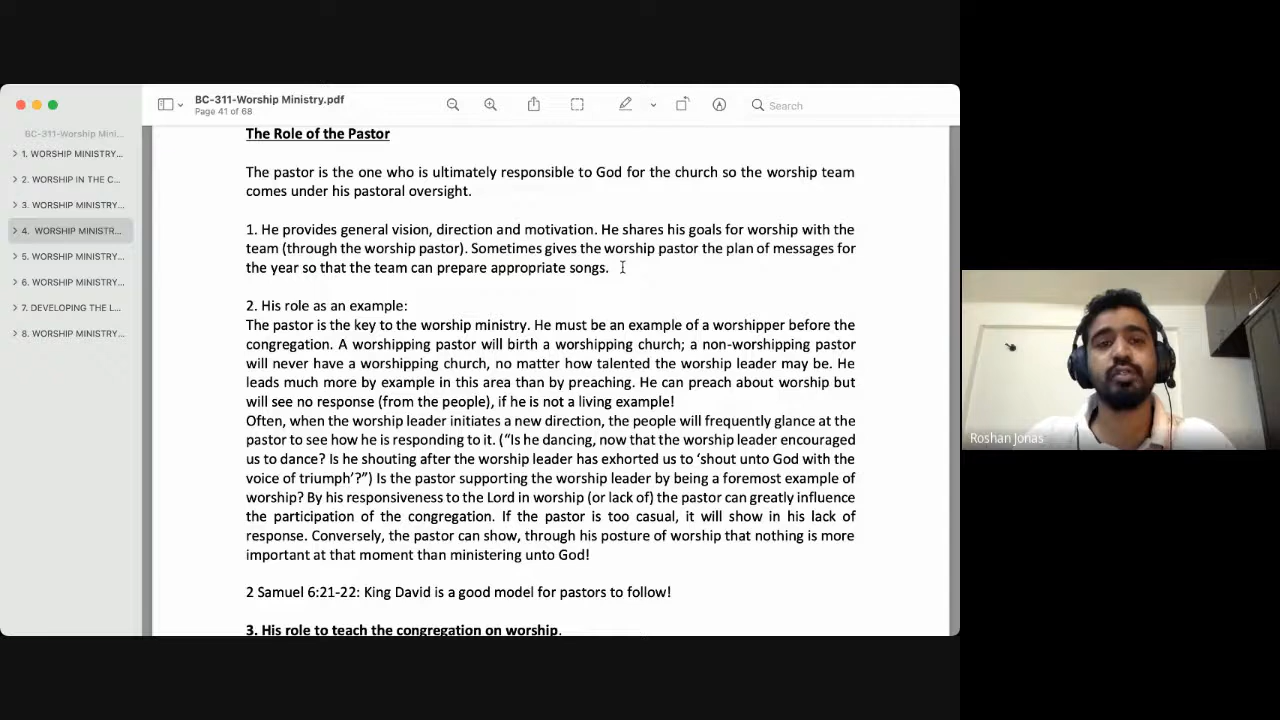 BC-311-Worship Ministry.pdf
Page 41 of 68
Search
BC-311-Worship Mini...
1. WORSHIP MINISTRY...
2. WORSHIP IN THE C...
3. WORSHIP MINISTRY...
4. WORSHIP MINISTR...
5. WORSHIP MINISTRY...
6. WORSHIP MINISTRY...
7. DEVELOPING THE L...
8. WORSHIP MINISTRY...
The Role of the Pastor
The pastor is the one who is ultimately responsible to God for the church so the worship team
comes under his pastoral oversight.
1. He provides general vision, direction and motivation. He shares his goals for worship with the
team (through the worship pastor). Sometimes gives the worship pastor the plan of messages for
the year so that the team can prepare appropriate songs.
2. His role as an example:
The pastor is the key to the worship ministry. He must be an example of a worshipper before the
congregation. A worshipping pastor will birth a worshipping church; a non-worshipping pastor
will never have a worshipping church, no matter how talented the worship leader may be. He
leads much more by example in this area than by preaching. He can preach about worship but
will see no response (from the people), if he is not a living example!
Often, when the worship leader initiates a new direction, the people will frequently glance at the
pastor to see how he is responding to it. (“Is he dancing, now that the worship leader encouraged
us to dance? Is he shouting after the worship leader has exhorted us to ‘shout unto God with the
voice of triumph’?”) Is the pastor supporting the worship leader by being a foremost example of
worship? By his responsiveness to the Lord in worship (or lack of) the pastor can greatly influence
the participation of the congregation. If the pastor is too casual, it will show in his lack of
response. Conversely, the pastor can show, through his posture of worship that nothing is more
important at that moment than ministering unto God!
2 Samuel 6:21-22: King David is a good model for pastors to follow!
3. His role to teach the congregation on worship.
Roshan Jonas